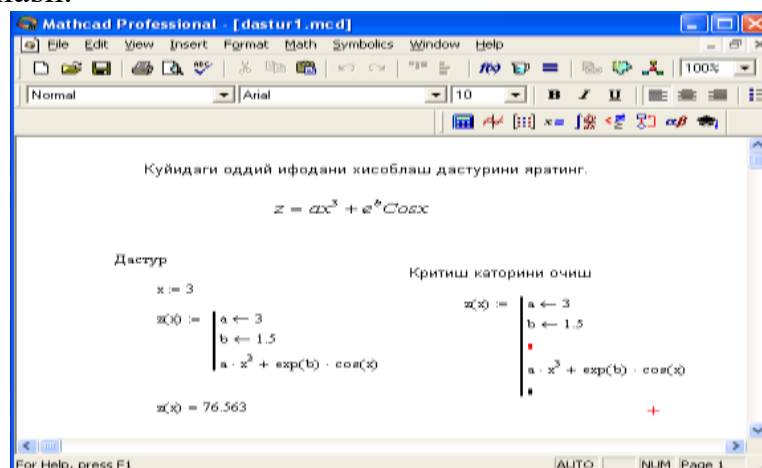 Mathcad Professional - [dastur1.mcd]
File Edit View Insert Format Math Symbolics Window Help
100%
Normal Arial 10 B I U
Куйидаги оддий ифодани хисоблаш дастурини яратинг.
z = ax³ + eᵇCosx
Дастур
x := 3
z(x) := a ← 3
b ← 1.5
a · x³ + exp(b) · cos(x)
z(x) = 76.563
Критиш каторини очиш
z(x) := a ← 3
b ← 1.5
a · x³ + exp(b) · cos(x)
For Help, press F1 AUTO NUM Page 1